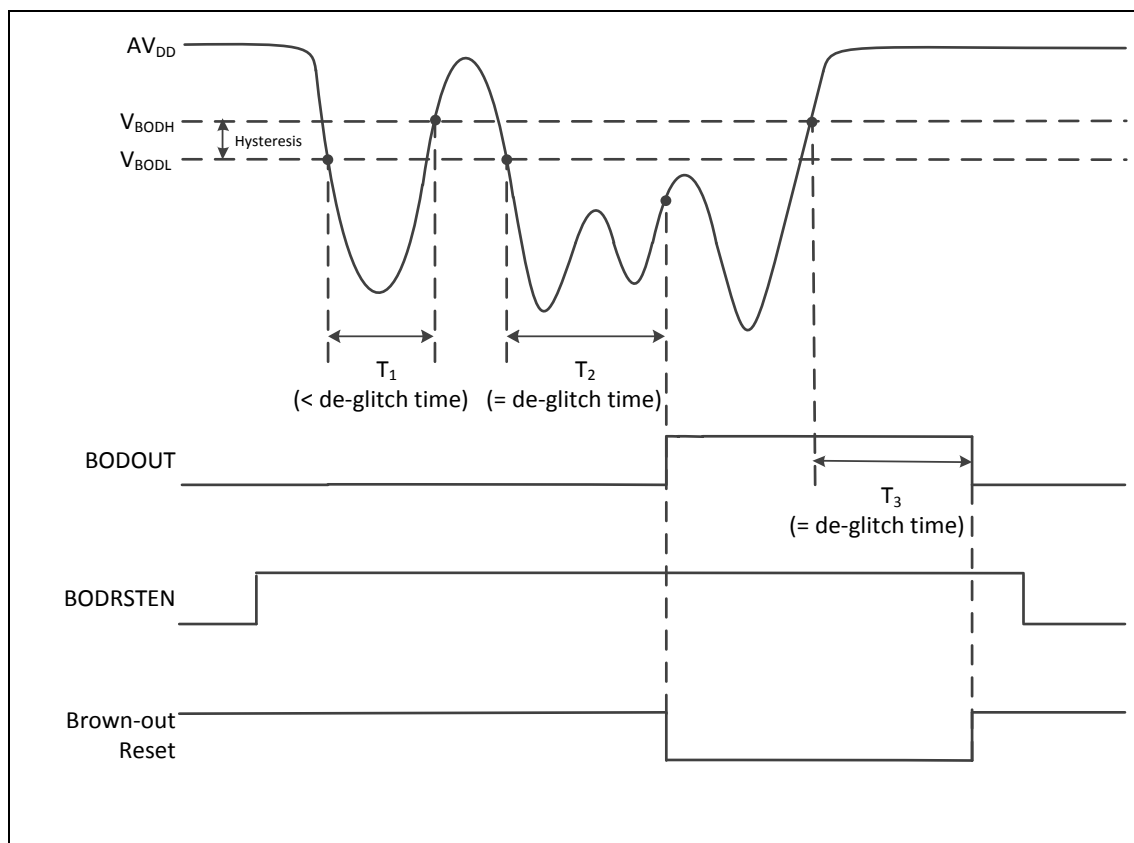 AVDD
VBODH
Hysteresis
VBODL
T1
(< de-glitch time)
T2
(= de-glitch time)
BODOUT
T3
(= de-glitch time)
BODRSTEN
Brown-out
Reset